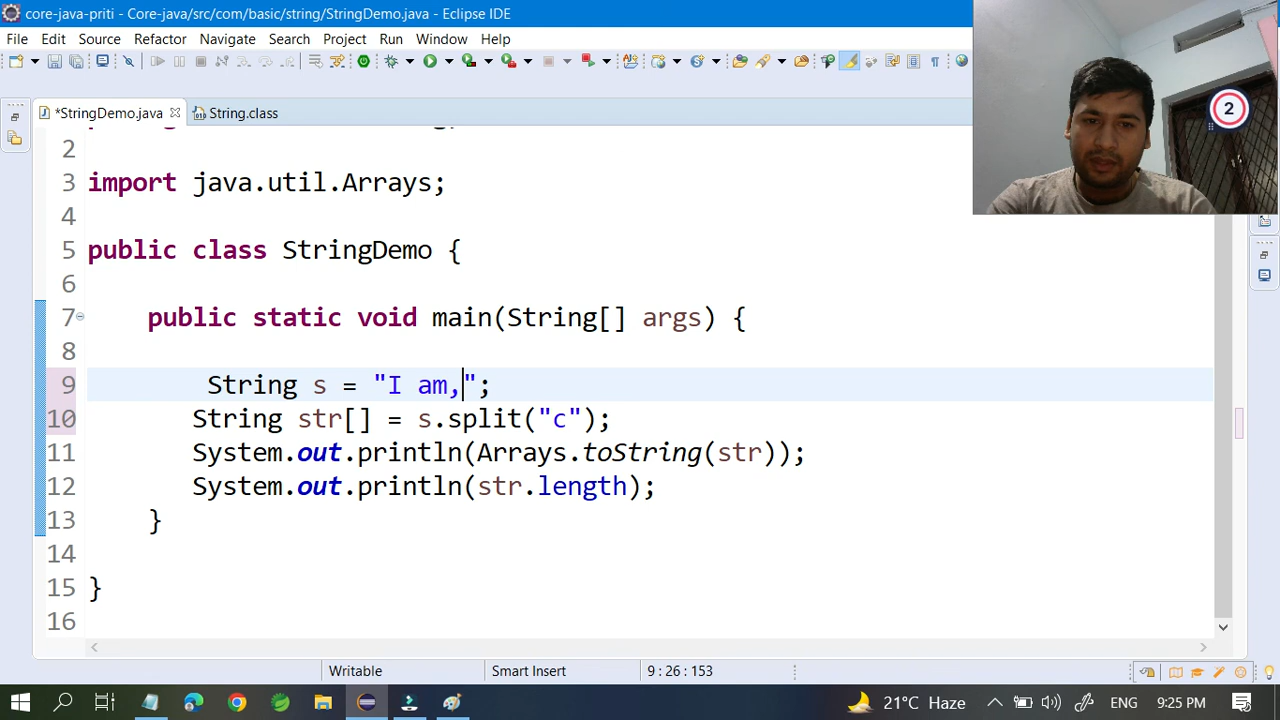 core-java-priti - Core-java/src/com/basic/string/StringDemo.java - Eclipse IDE
File Edit Source Refactor Navigate Search Project Run Window Help
*StringDemo.java String.class
2
2
3 import java.util.Arrays;
4
5 public class StringDemo {
6
7 public static void main(String[] args) {
8
9 String s = "I am,";
10 String str[] = s.split("c");
11 System.out.println(Arrays.toString(str));
12 System.out.println(str.length);
13 }
14
15 }
16
Writable Smart Insert 9 : 26 : 153
21°C Haze ENG 9:25 PM